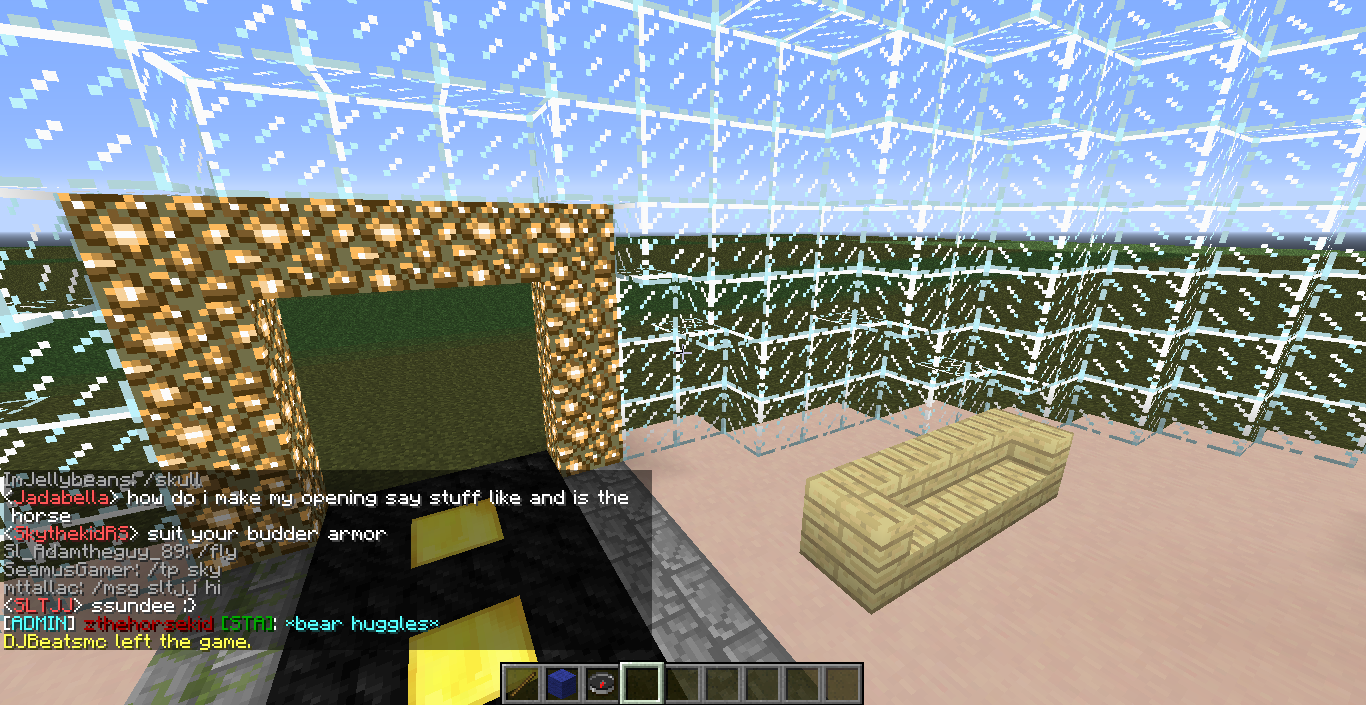 ImJellybeans: /skull
<Jadabella> how do i make my opening say stuff like and is the
horse
<SkythekidRS> suit your budder armor
Sl_Adamtheguy_89: /fly
SeamusGamer: /tp sky
mttallac: /msg sltjj hi
<SLTJJ> ssundee :)
[ADMIN] zthehorsekid [STA]: *bear huggles*
DJBeatsmc left the game.